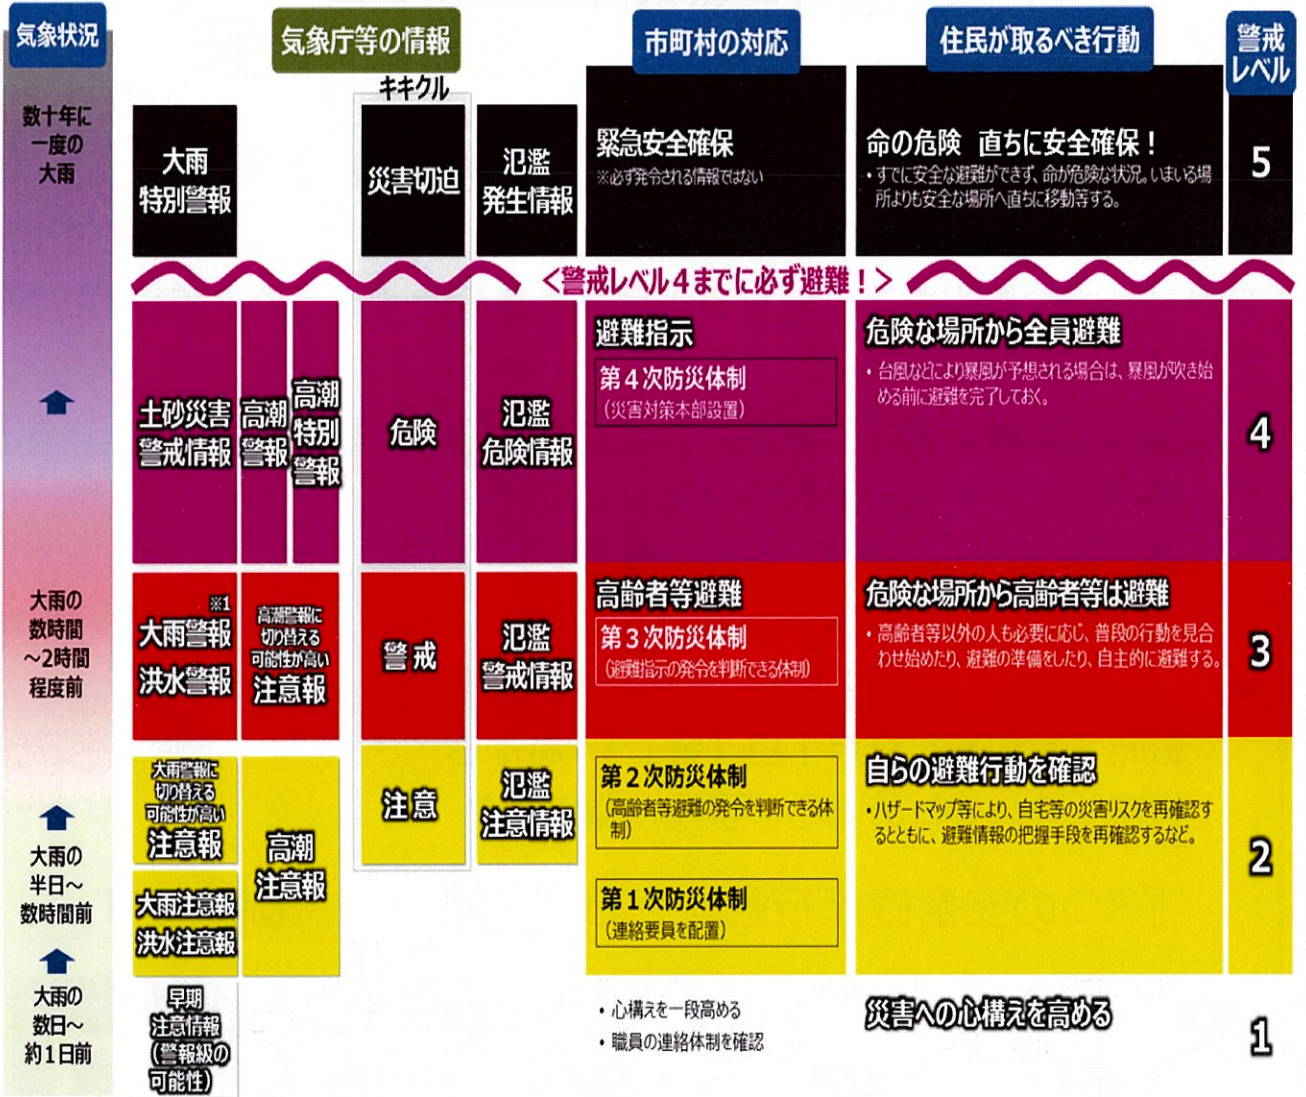 気象状況
気象庁等の情報
市町村の対応
住民が取るべき行動
警戒
レベル
キキクル
数十年に
一度の
大雨
大雨
特別警報
災害切迫
氾濫
発生情報
緊急安全確保
※必ず発令される情報ではない
命の危険 直ちに安全確保！
・すでに安全な避難ができず、命が危険な状況。いまいる場
所よりも安全な場所へ直ちに移動等する。
5
＜警戒レベル４までに必ず避難！＞
土砂災害
警戒情報
高潮
警報
高潮
特別
警報
危険
氾濫
危険情報
避難指示
第４次防災体制
（災害対策本部設置）
危険な場所から全員避難
・台風などにより暴風が予想される場合は、暴風が吹き始
める前に避難を完了しておく。
4
大雨の
数時間
～2時間
程度前
※1
大雨警報
洪水警報
高潮警報に
切り替える
可能性が高い
注意報
警戒
氾濫
警戒情報
高齢者等避難
第３次防災体制
（避難指示の発令を判断できる体制）
危険な場所から高齢者等は避難
・高齢者等以外の人も必要に応じ、普段の行動を見合
わせ始めたり、避難の準備をしたり、自主的に避難する。
3
大雨の
半日～
数時間前
大雨警報に
切り替える
可能性が高い
注意報
大雨注意報
洪水注意報
高潮
注意報
注意
氾濫
注意情報
第２次防災体制
（高齢者等避難の発令を判断できる体
制）
第１次防災体制
（連絡要員を配置）
自らの避難行動を確認
・ハザードマップ等により、自宅等の災害リスクを再確認す
るとともに、避難情報の把握手段を再確認するなど。
2
大雨の
数日～
約１日前
早期
注意情報
（警報級の
可能性）
・心構えを一段高める
・職員の連絡体制を確認
災害への心構えを高める
1